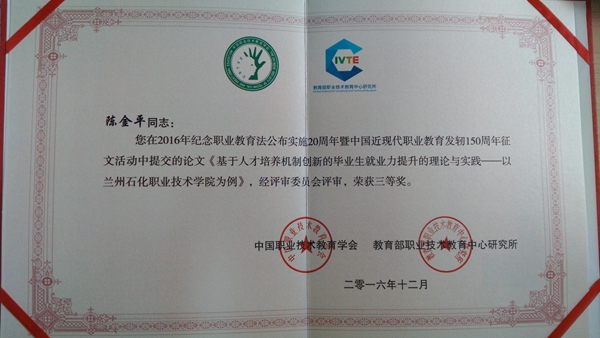 IVTE
教育部职业技术教育中心研究所
陈金平同志：
您在2016年纪念职业教育法公布实施20周年暨中国近现代职业教育发轫150周年征
文活动中提交的论文《基于人才培养机制创新的毕业生就业力提升的理论与实践——以
兰州石化职业技术学院为例》，经评审委员会评审，荣获三等奖。
中国职业技术教育学会 教育部职业技术教育中心研究所
二零一六年十二月